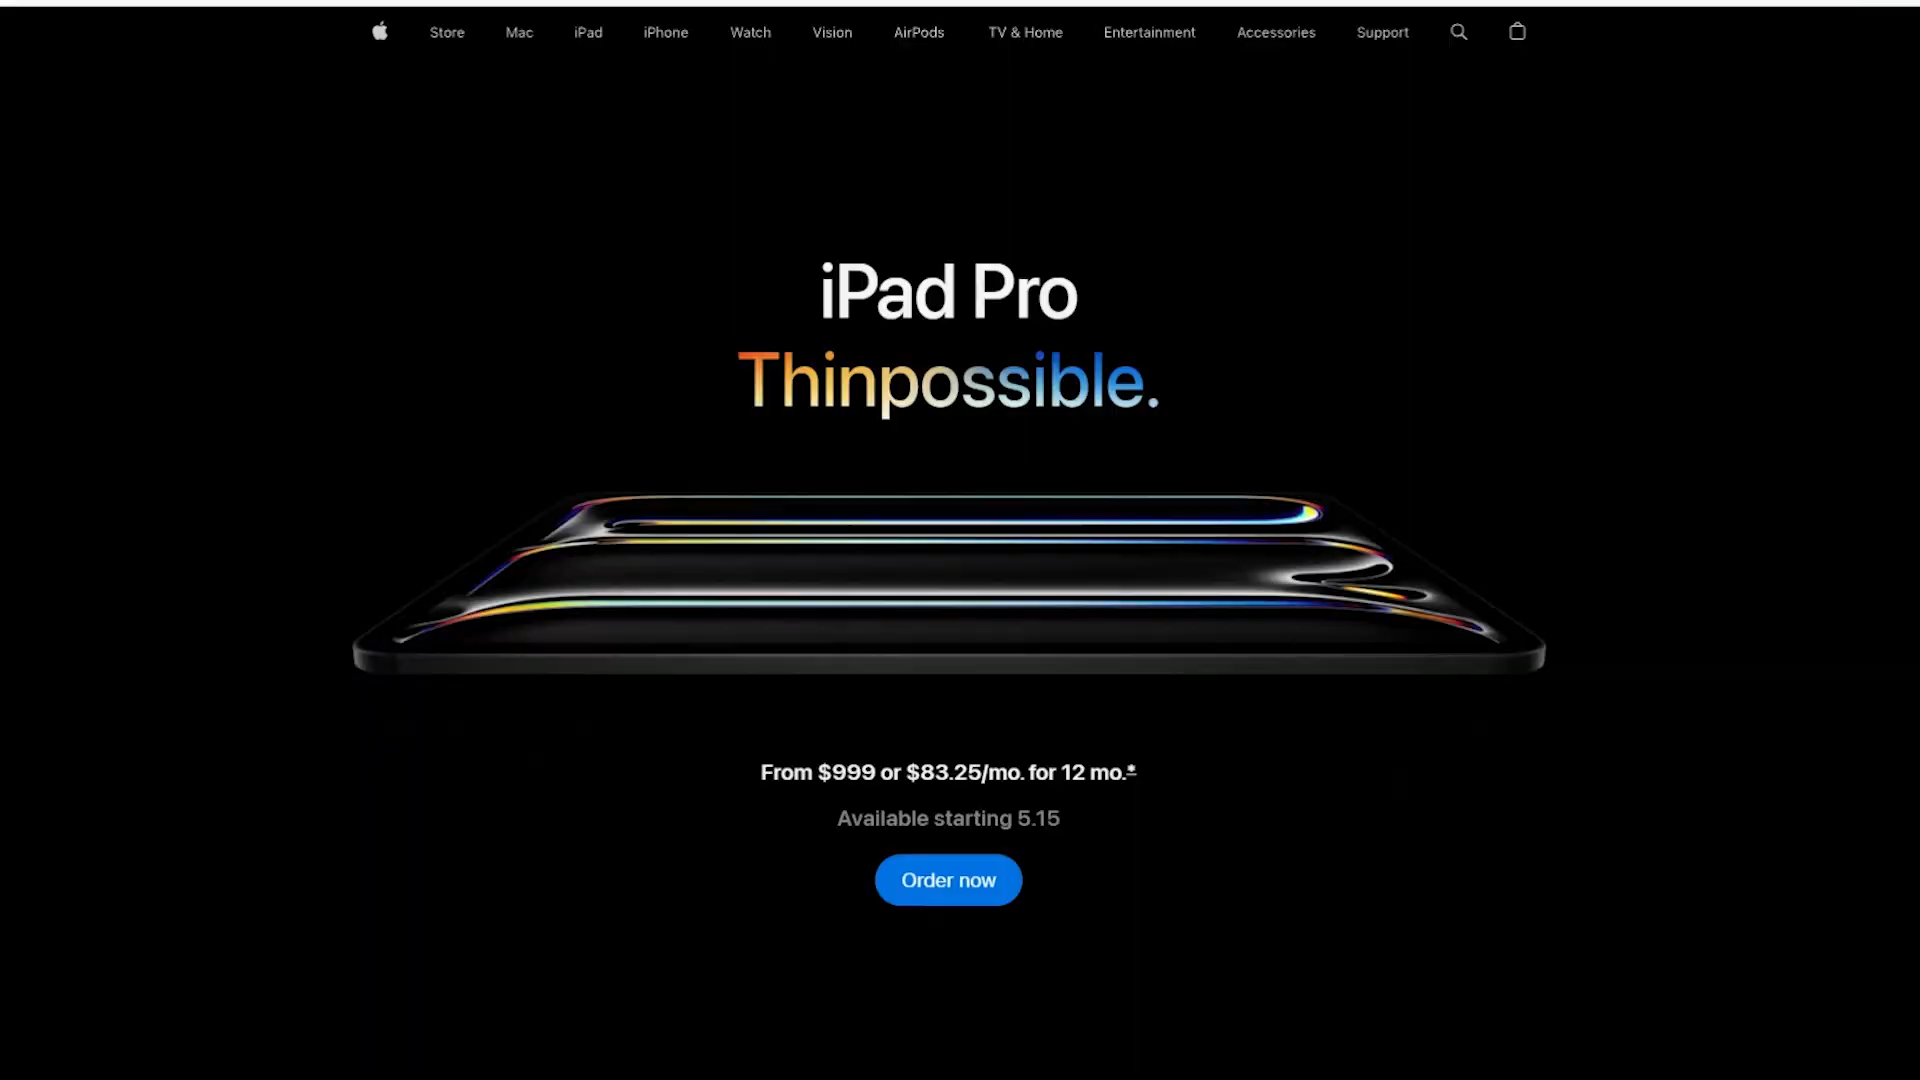 Store Mac iPad iPhone Watch Vision AirPods TV & Home Entertainment Accessories Support
iPad Pro
Thinpossible.
From $999 or $83.25/mo. for 12 mo.*
Available starting 5.15
Order now